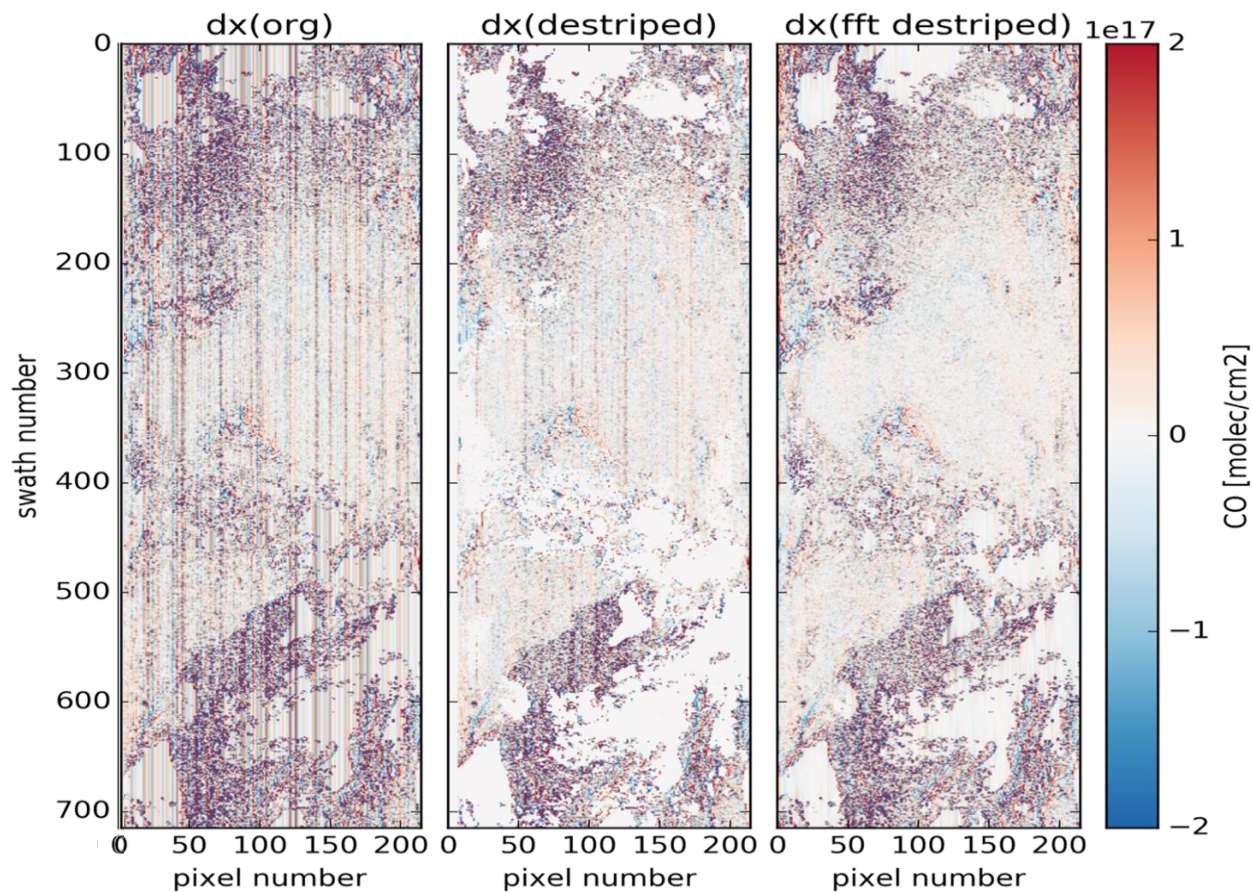 dx(org) dx(destriped) dx(fft destriped) 1e17
0
100
200
300
400
500
600
700
swath number
0 50 100 150 200
0 50 100 150 200
0 50 100 150 200
pixel number pixel number pixel number
2
1
0
−1
−2
CO [molec/cm2]